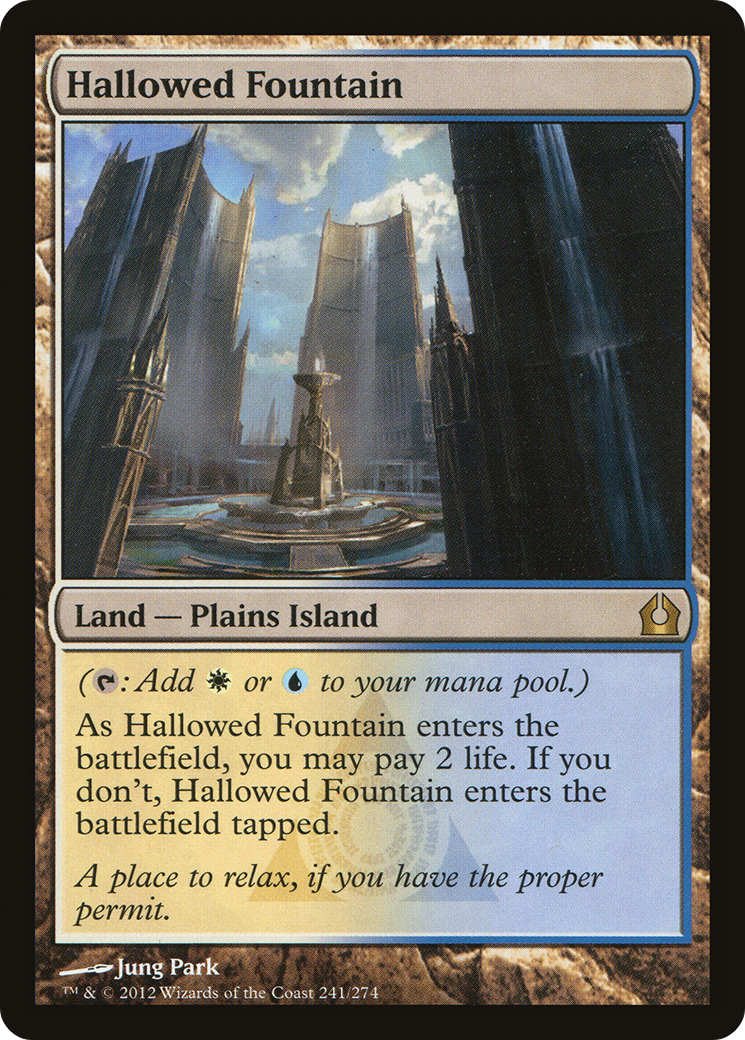 Hallowed Fountain
Land — Plains Island
( : Add or to your mana pool.)
As Hallowed Fountain enters the
battlefield, you may pay 2 life. If you
don't, Hallowed Fountain enters the
battlefield tapped.
A place to relax, if you have the proper
permit.
Jung Park
™ & © 2012 Wizards of the Coast 241/274